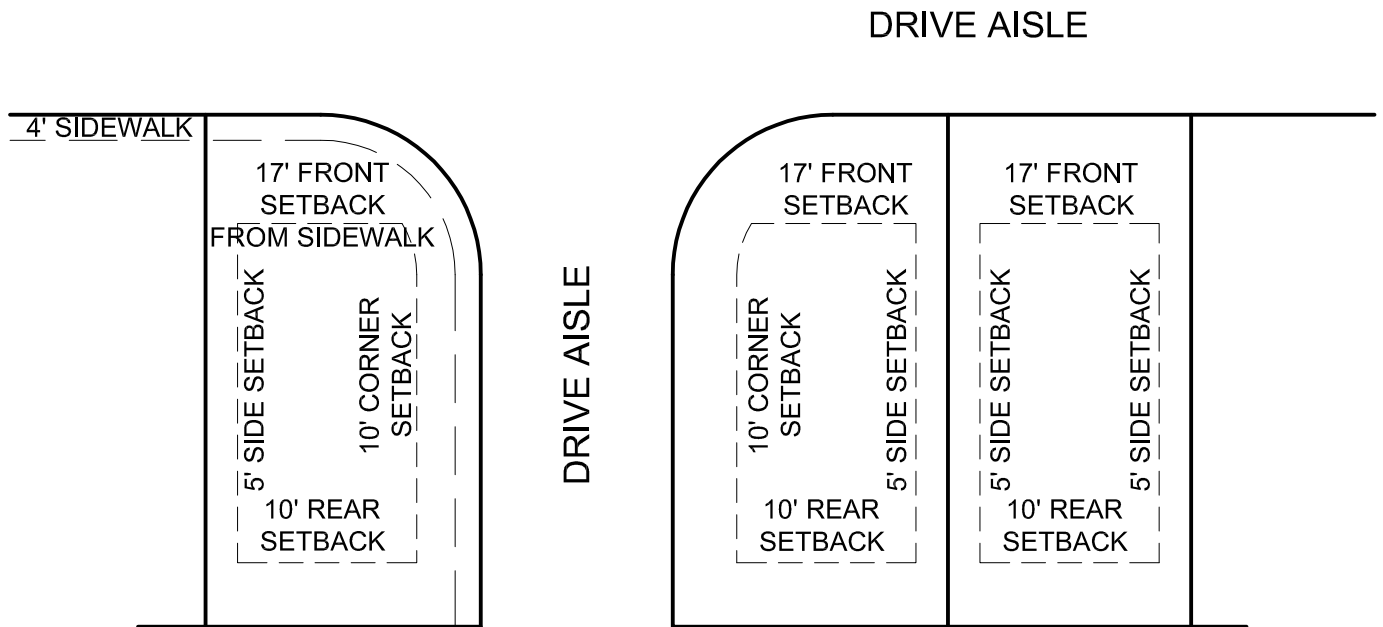 DRIVE AISLE
4' SIDEWALK
17' FRONT
SETBACK
FROM SIDEWALK
5' SIDE SETBACK
10' CORNER
SETBACK
10' REAR
SETBACK
DRIVE AISLE
17' FRONT
SETBACK
10' CORNER
SETBACK
5' SIDE SETBACK
10' REAR
SETBACK
17' FRONT
SETBACK
5' SIDE SETBACK
5' SIDE SETBACK
10' REAR
SETBACK